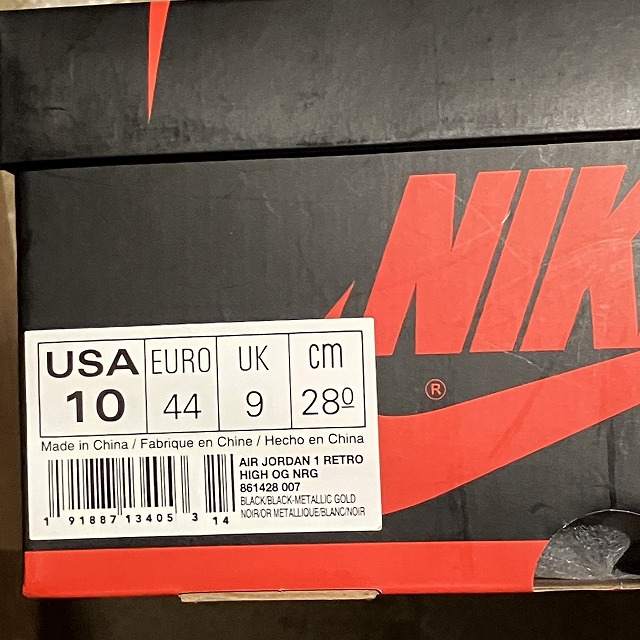 NIK
®
USA EURO UK cm
10 44 9 28⁰
Made in China / Fabrique en Chine / Hecho en China
AIR JORDAN 1 RETRO
HIGH OG NRG
861428 007
BLACK/BLACK-METALLIC GOLD
NOIR/OR METALLIQUE/BLANC/NOIR
1 91887 13405 3 14